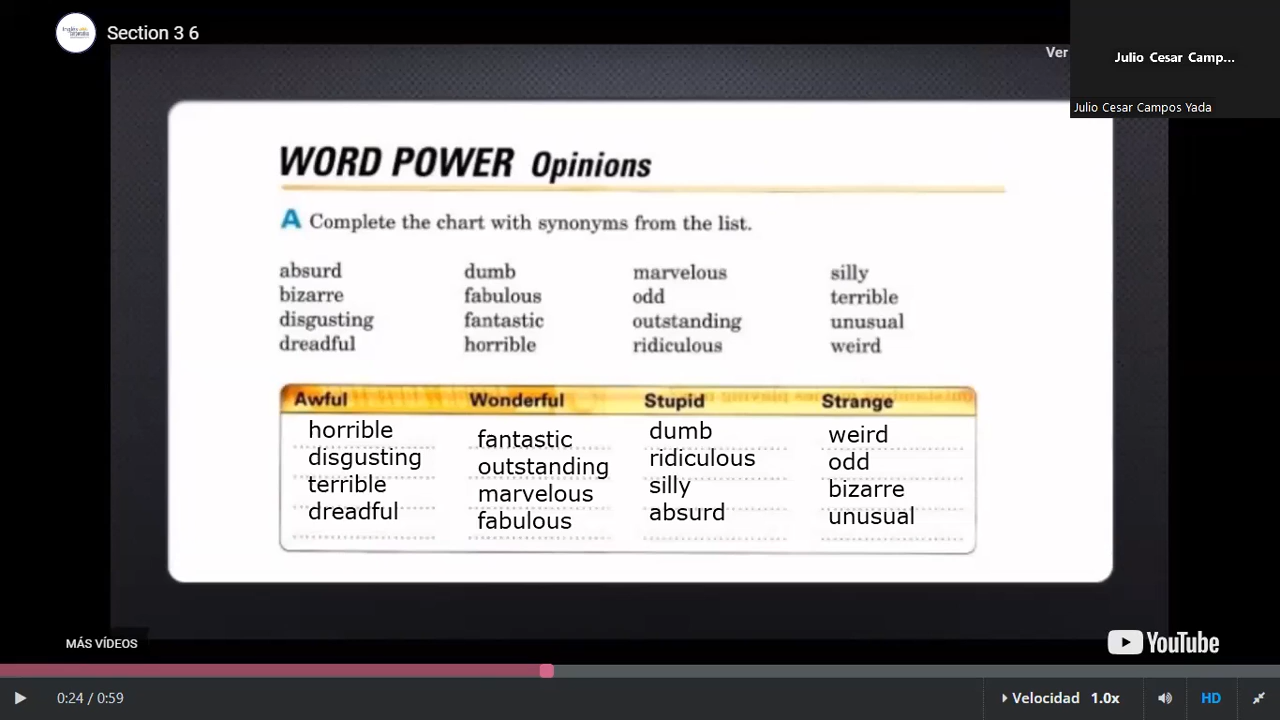 Section 3 6
Ver
Julio Cesar Camp...
Julio Cesar Campos Yada
WORD POWER Opinions
A Complete the chart with synonyms from the list.
absurd dumb marvelous silly
bizarre fabulous odd terrible
disgusting fantastic outstanding unusual
dreadful horrible ridiculous weird
Awful Wonderful Stupid Strange
horrible fantastic dumb weird
disgusting outstanding ridiculous odd
terrible marvelous silly bizarre
dreadful fabulous absurd unusual
MÁS VÍDEOS
YouTube
0:24 / 0:59
Velocidad 1.0x
HD